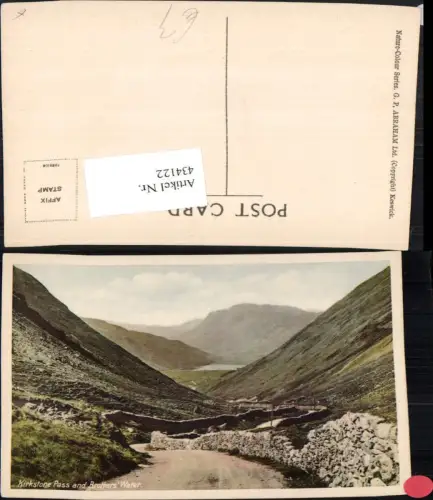 63
Nature-Colour Series. G. P. ABRAHAM Ltd. (Copyright) Keswick.
POST CARD
AFFIX
STAMP
Artikel Nr.
434122
Kirkstone Pass and Brothers' Water